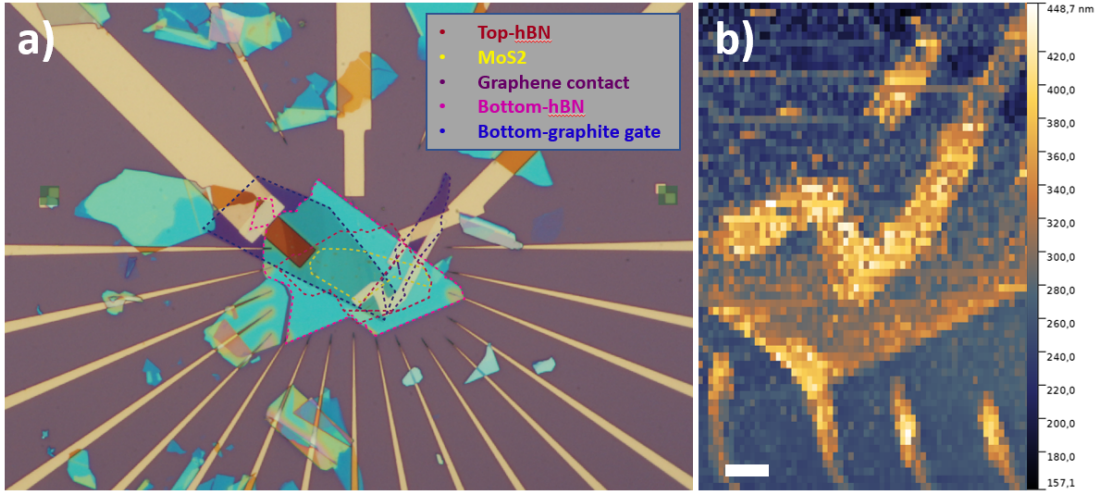 a)
• Top-hBN
• MoS2
• Graphene contact
• Bottom-hBN
• Bottom-graphite gate
b)
448,7 nm
420,0
400,0
380,0
360,0
340,0
320,0
300,0
280,0
260,0
240,0
220,0
200,0
180,0
157,1